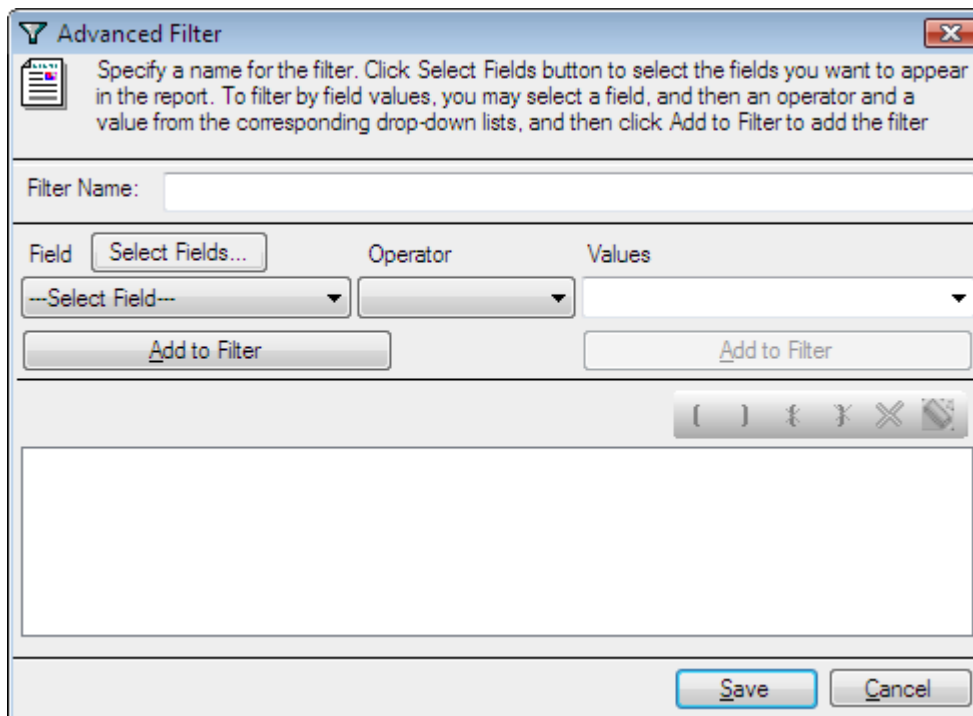 Advanced Filter
Specify a name for the filter. Click Select Fields button to select the fields you want to appear
in the report. To filter by field values, you may select a field, and then an operator and a
value from the corresponding drop-down lists, and then click Add to Filter to add the filter
Filter Name:
Field Select Fields... Operator Values
---Select Field---
Add to Filter Add to Filter
( )
Save Cancel